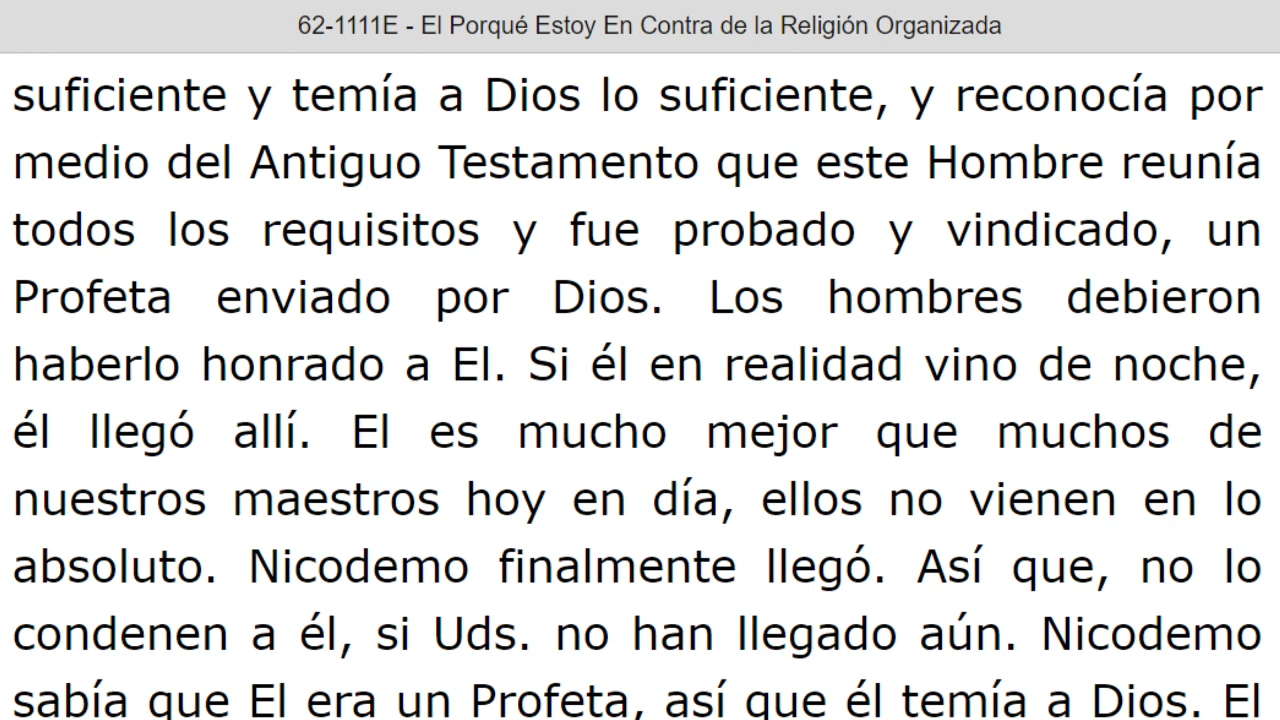 62-1111E - El Porqué Estoy En Contra de la Religión Organizada
suficiente y temía a Dios lo suficiente, y reconocía por
medio del Antiguo Testamento que este Hombre reunía
todos los requisitos y fue probado y vindicado, un
Profeta enviado por Dios. Los hombres debieron
haberlo honrado a El. Si él en realidad vino de noche,
él llegó allí. El es mucho mejor que muchos de
nuestros maestros hoy en día, ellos no vienen en lo
absoluto. Nicodemo finalmente llegó. Así que, no lo
condenen a él, si Uds. no han llegado aún. Nicodemo
sabía que El era un Profeta, así que él temía a Dios. El